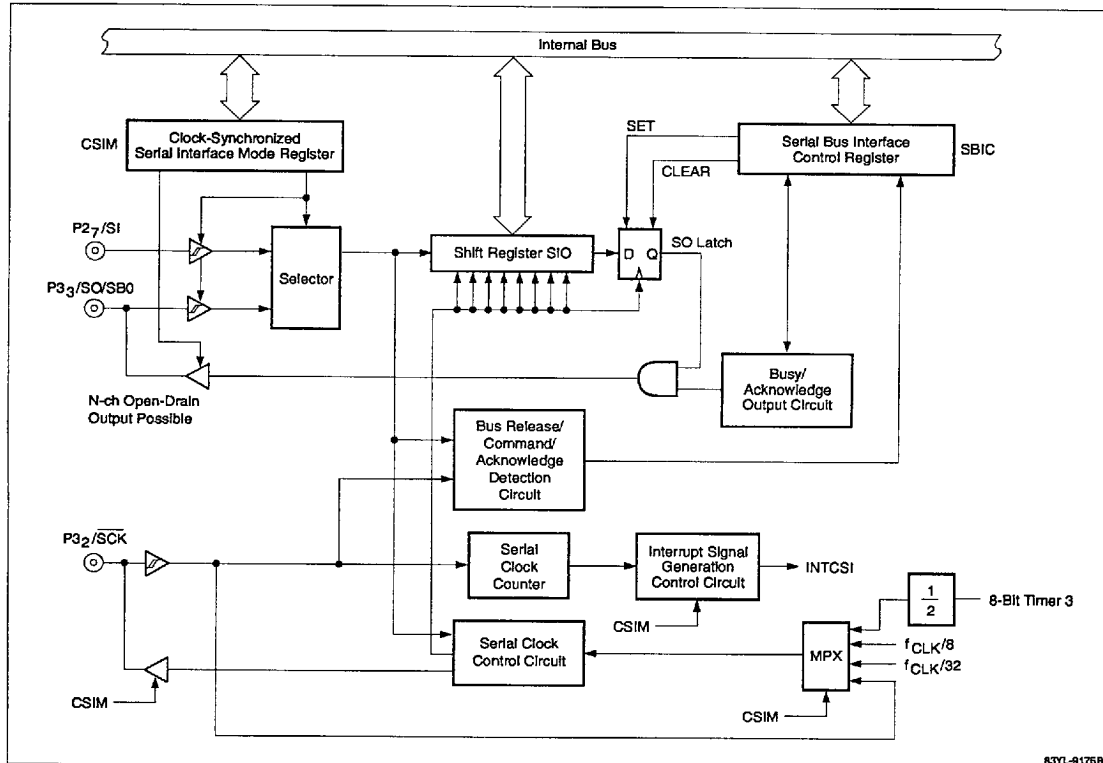 Internal Bus
CSIM
Clock-Synchronized
Serial Interface Mode Register
SET
CLEAR
Serial Bus Interface
Control Register
SBIC
P2₇/SI
P3₃/SO/SB0
Selector
Shift Register SIO
D Q
SO Latch
N-ch Open-Drain
Output Possible
Busy/
Acknowledge
Output Circuit
Bus Release/
Command/
Acknowledge
Detection
Circuit
P3₂/S̅C̅K̅
Serial
Clock
Counter
Interrupt Signal
Generation
Control Circuit
INTCSI
CSIM
1
2
8-Bit Timer 3
Serial Clock
Control Circuit
MPX
fCLK/8
fCLK/32
CSIM
CSIM
83YL-9175B